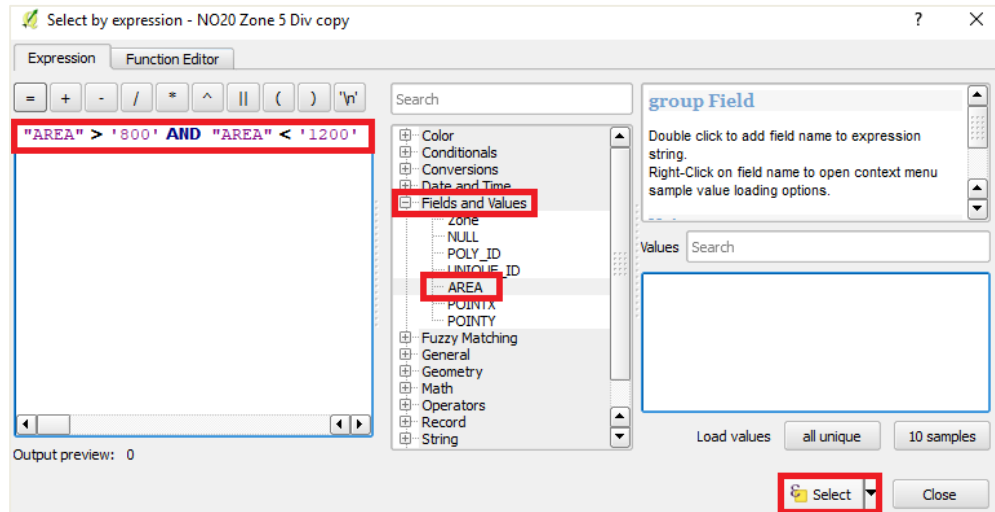 Select by expression - NO20 Zone 5 Div copy ? ×
Expression Function Editor
= + - / * ^ || ( ) '\n'
"AREA" > '800' AND "AREA" < '1200'
Output preview: 0
Search
Color
Conditionals
Conversions
Date and Time
Fields and Values
Zone
NULL
POLY_ID
UNIQUE_ID
AREA
POINTX
POINTY
Fuzzy Matching
General
Geometry
Math
Operators
Record
String
group Field
Double click to add field name to expression
string.
Right-Click on field name to open context menu
sample value loading options.
Values Search
Load values all unique 10 samples
Select Close